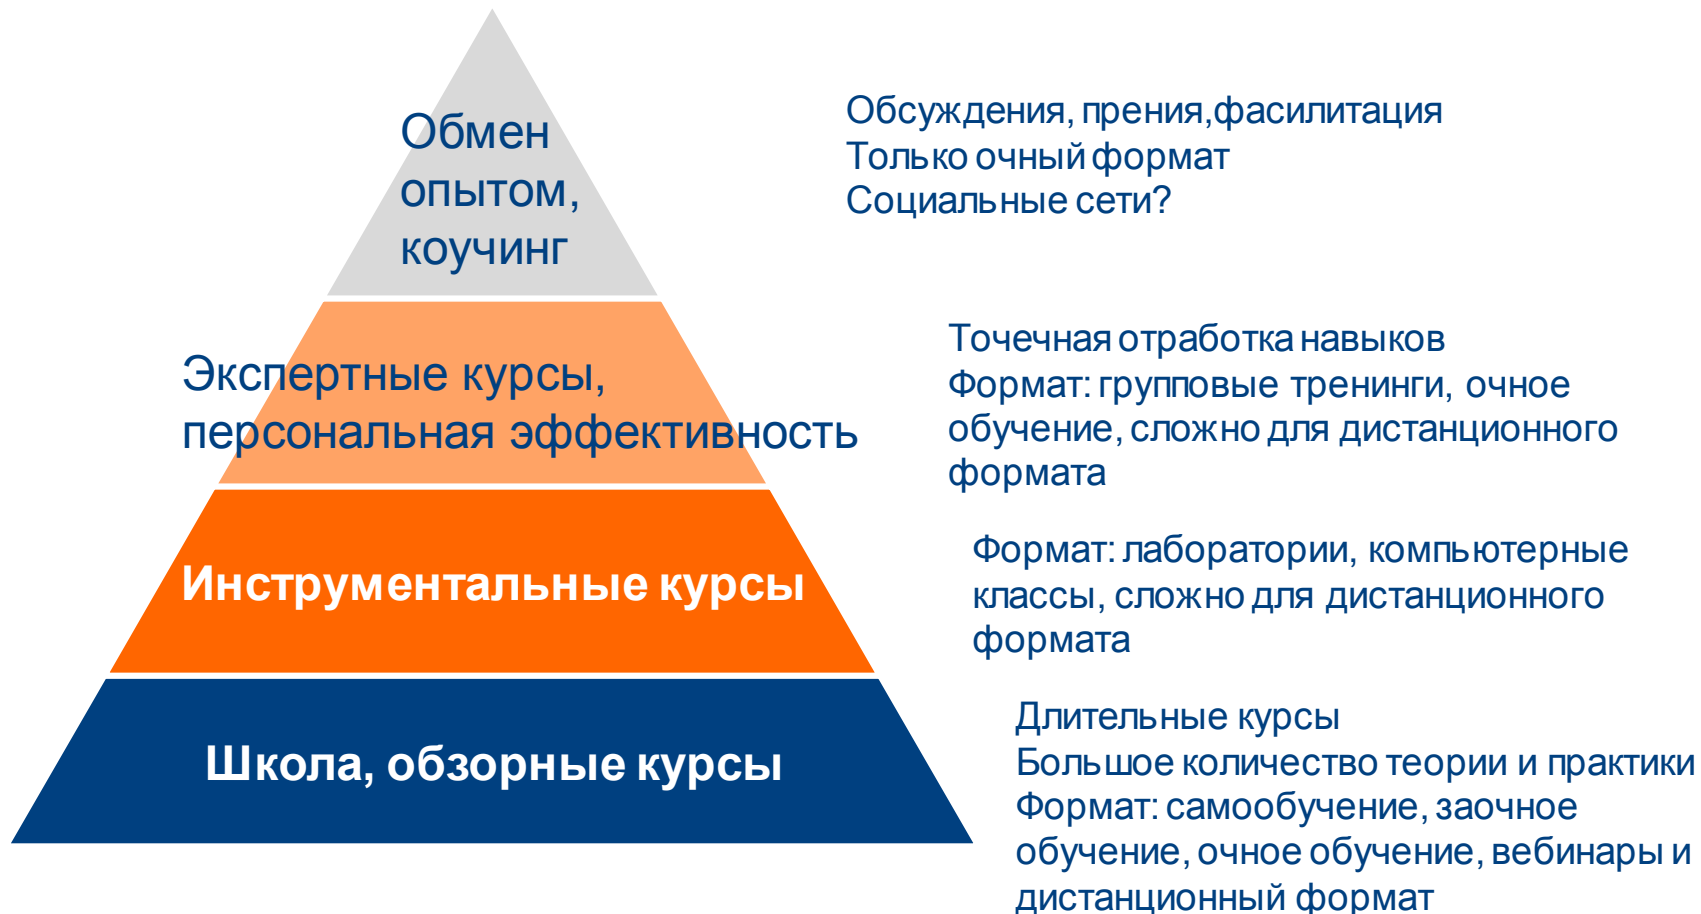 Обмен
опытом,
коучинг
Обсуждения, прения,фасилитация
Только очный формат
Социальные сети?
Экспертные курсы,
персональная эффективность
Точечная отработка навыков
Формат: групповые тренинги, очное
обучение, сложно для дистанционного
формата
Инструментальные курсы
Формат: лаборатории, компьютерные
классы, сложно для дистанционного
формата
Школа, обзорные курсы
Длительные курсы
Большое количество теории и практики
Формат: самообучение, заочное
обучение, очное обучение, вебинары и
дистанционный формат